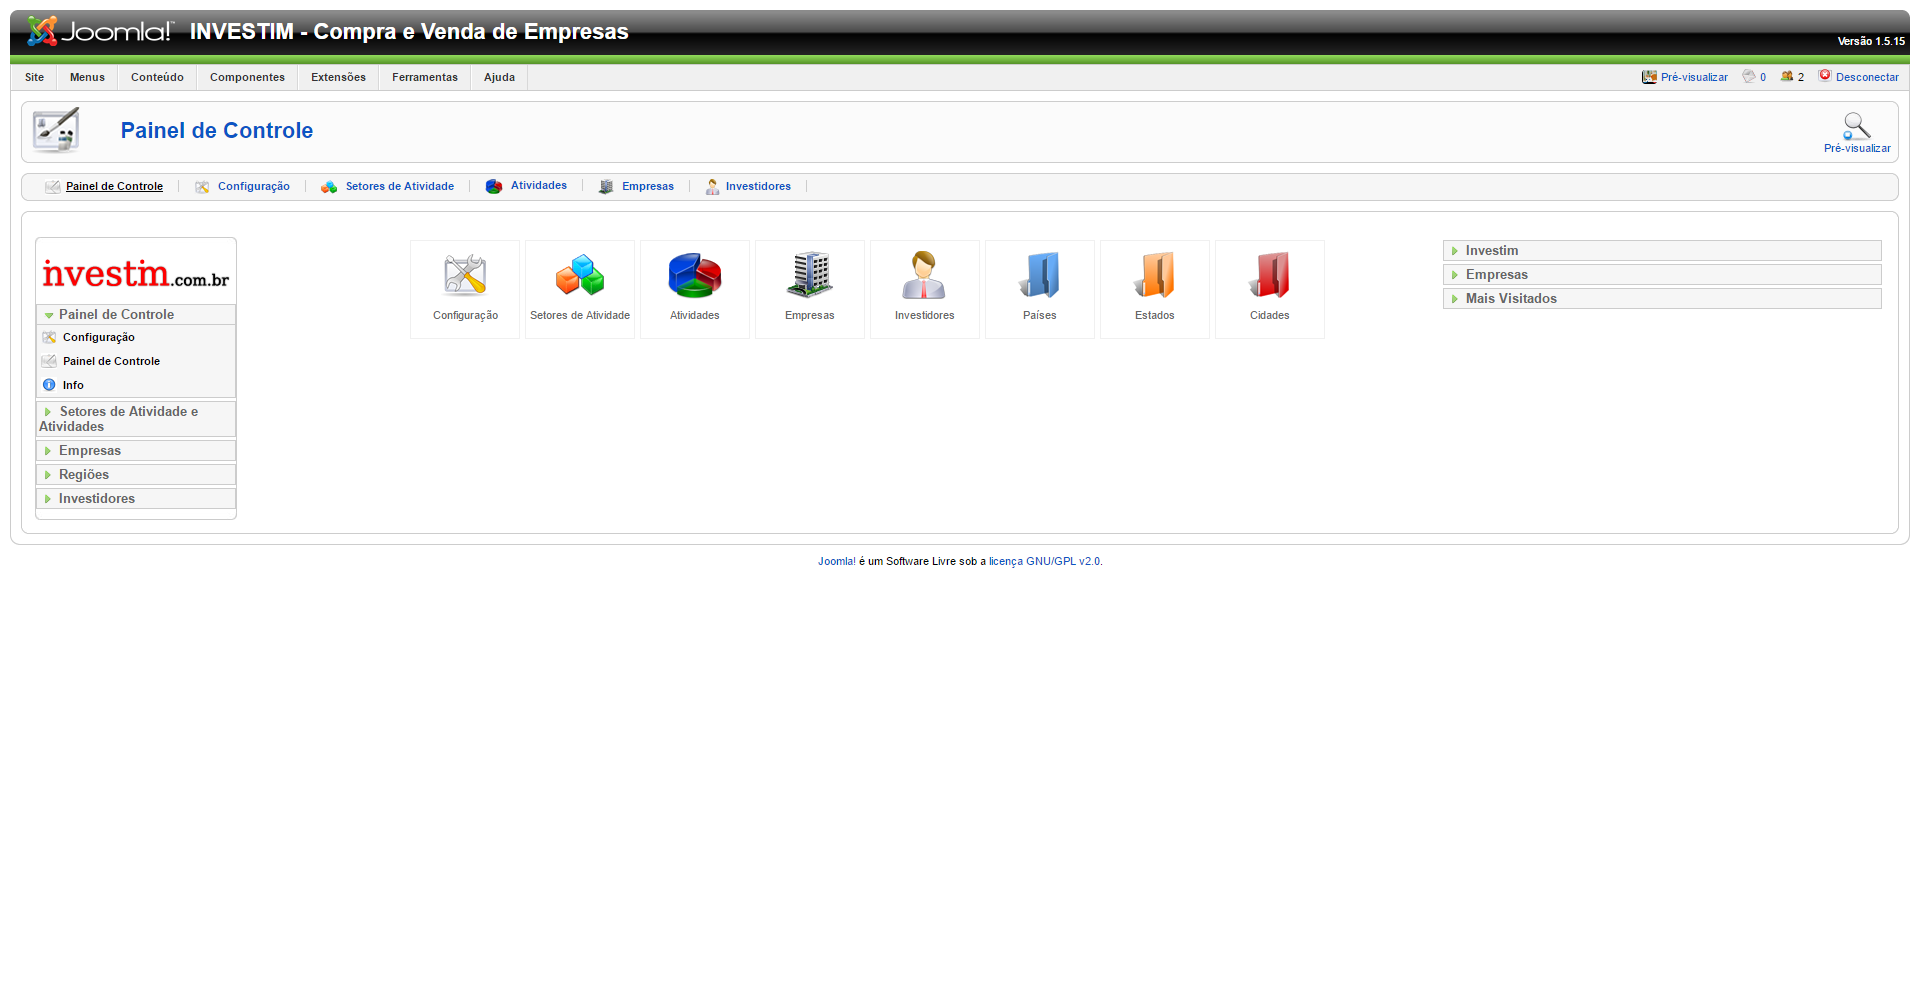 Joomla! INVESTIM - Compra e Venda de Empresas
Versão 1.5.15
Site Menus Conteúdo Componentes Extensões Ferramentas Ajuda
Pré-visualizar 0 2 Desconectar
Painel de Controle
Pré-visualizar
Painel de Controle Configuração Setores de Atividade Atividades Empresas Investidores
investim.com.br
Painel de Controle
Configuração
Painel de Controle
Info
Setores de Atividade e
Atividades
Empresas
Regiões
Investidores
Configuração Setores de Atividade Atividades Empresas Investidores Países Estados Cidades
Investim
Empresas
Mais Visitados
Joomla! é um Software Livre sob a licença GNU/GPL v2.0.